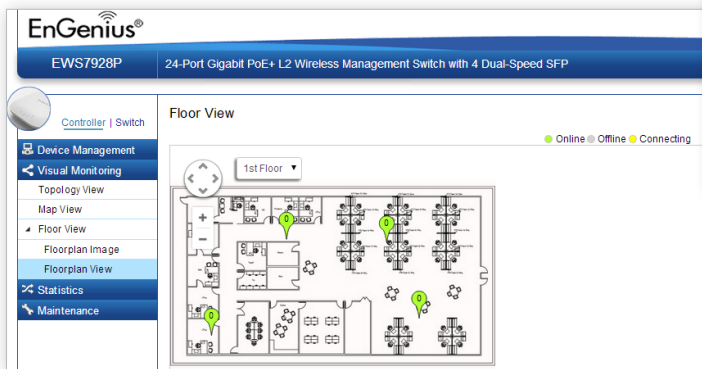 EnGenius®
EWS7928P
24-Port Gigabit PoE+ L2 Wireless Management Switch with 4 Dual-Speed SFP
Controller | Switch
Floor View
Online Offline Connecting
Device Management
Visual Monitoring
Topology View
Map View
Floor View
Floorplan Image
Floorplan View
Statistics
Maintenance
1st Floor
+
−
0
0
0
0